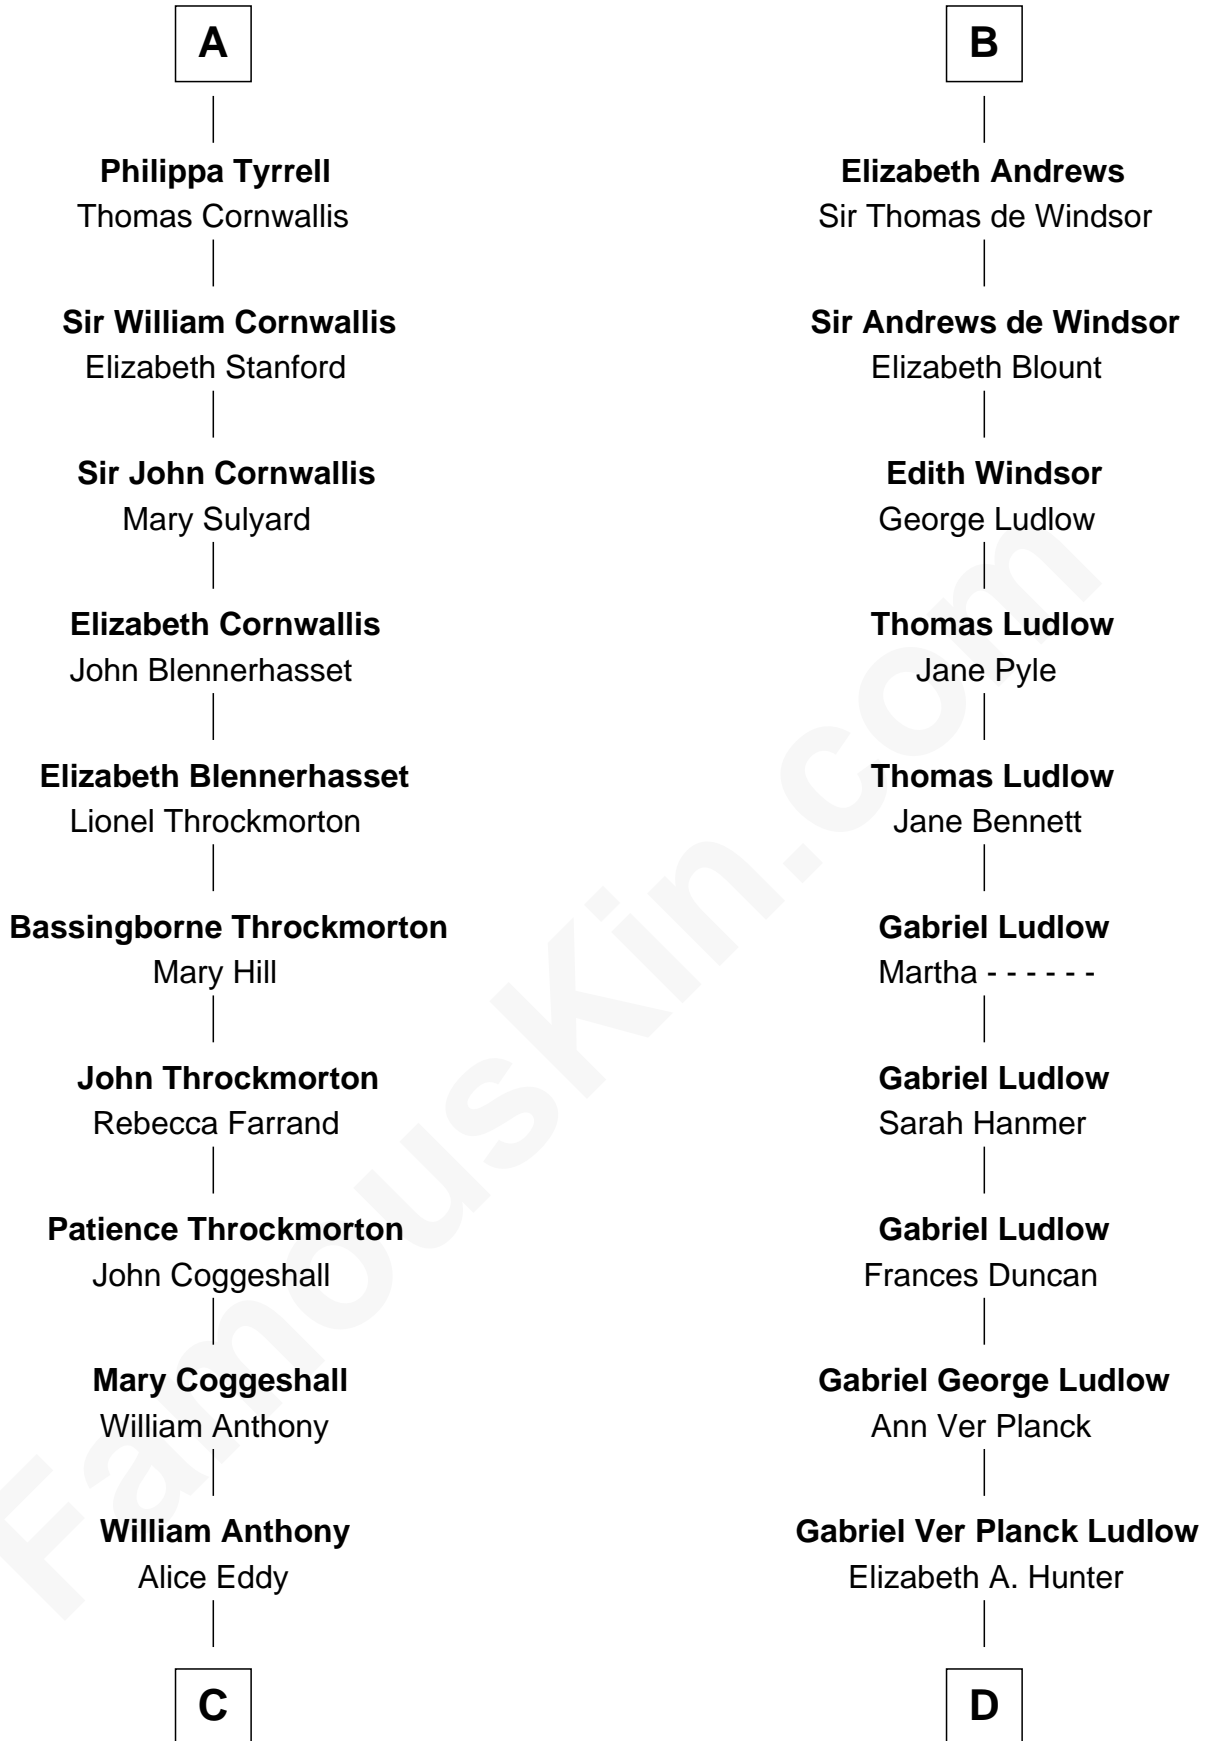 A
Philippa Tyrrell
Thomas Cornwallis
Sir William Cornwallis
Elizabeth Stanford
Sir John Cornwallis
Mary Sulyard
Elizabeth Cornwallis
John Blennerhasset
Elizabeth Blennerhasset
Lionel Throckmorton
Bassingborne Throckmorton
Mary Hill
John Throckmorton
Rebecca Farrand
Patience Throckmorton
John Coggeshall
Mary Coggeshall
William Anthony
William Anthony
Alice Eddy
C
B
Elizabeth Andrews
Sir Thomas de Windsor
Sir Andrews de Windsor
Elizabeth Blount
Edith Windsor
George Ludlow
Thomas Ludlow
Jane Pyle
Thomas Ludlow
Jane Bennett
Gabriel Ludlow
Martha - - - - - -
Gabriel Ludlow
Sarah Hanmer
Gabriel Ludlow
Frances Duncan
Gabriel George Ludlow
Ann Ver Planck
Gabriel Ver Planck Ludlow
Elizabeth A. Hunter
D
FamousKin.com